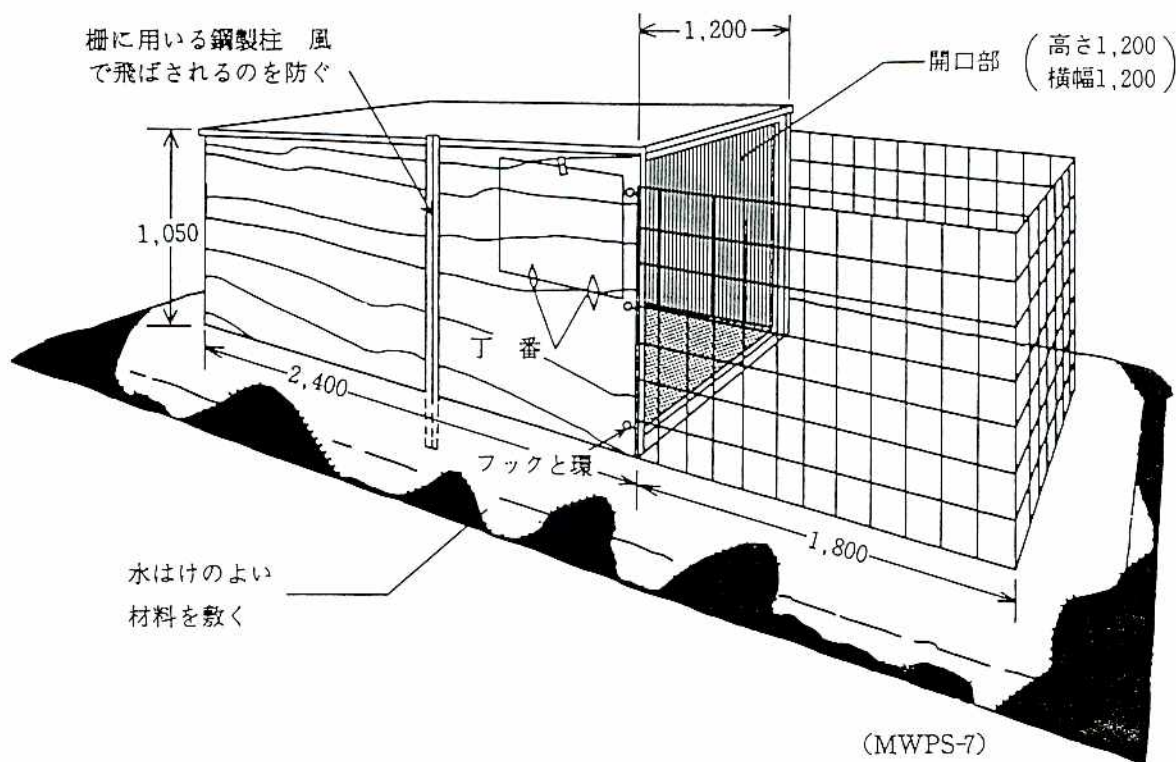 柵に用いる鋼製柱 風
で飛ばされるのを防ぐ
1,200
開口部
高さ1,200
横幅1,200
1,050
丁番
2,400
フックと環
1,800
水はけのよい
材料を敷く
(MWPS-7)